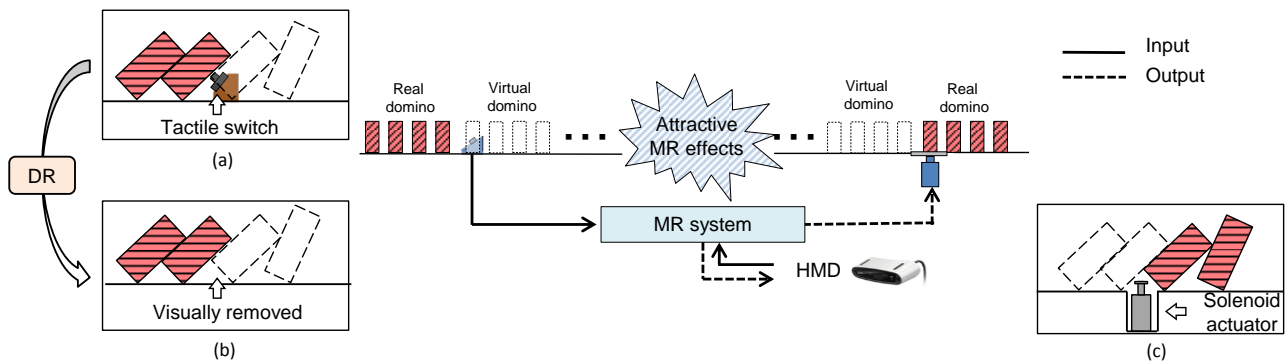 Tactile switch
(a)
DR
Visually removed
(b)
Real
domino
Virtual
domino
Attractive
MR effects
Virtual
domino
Real
domino
MR system
HMD
Input
Output
Solenoid
actuator
(c)